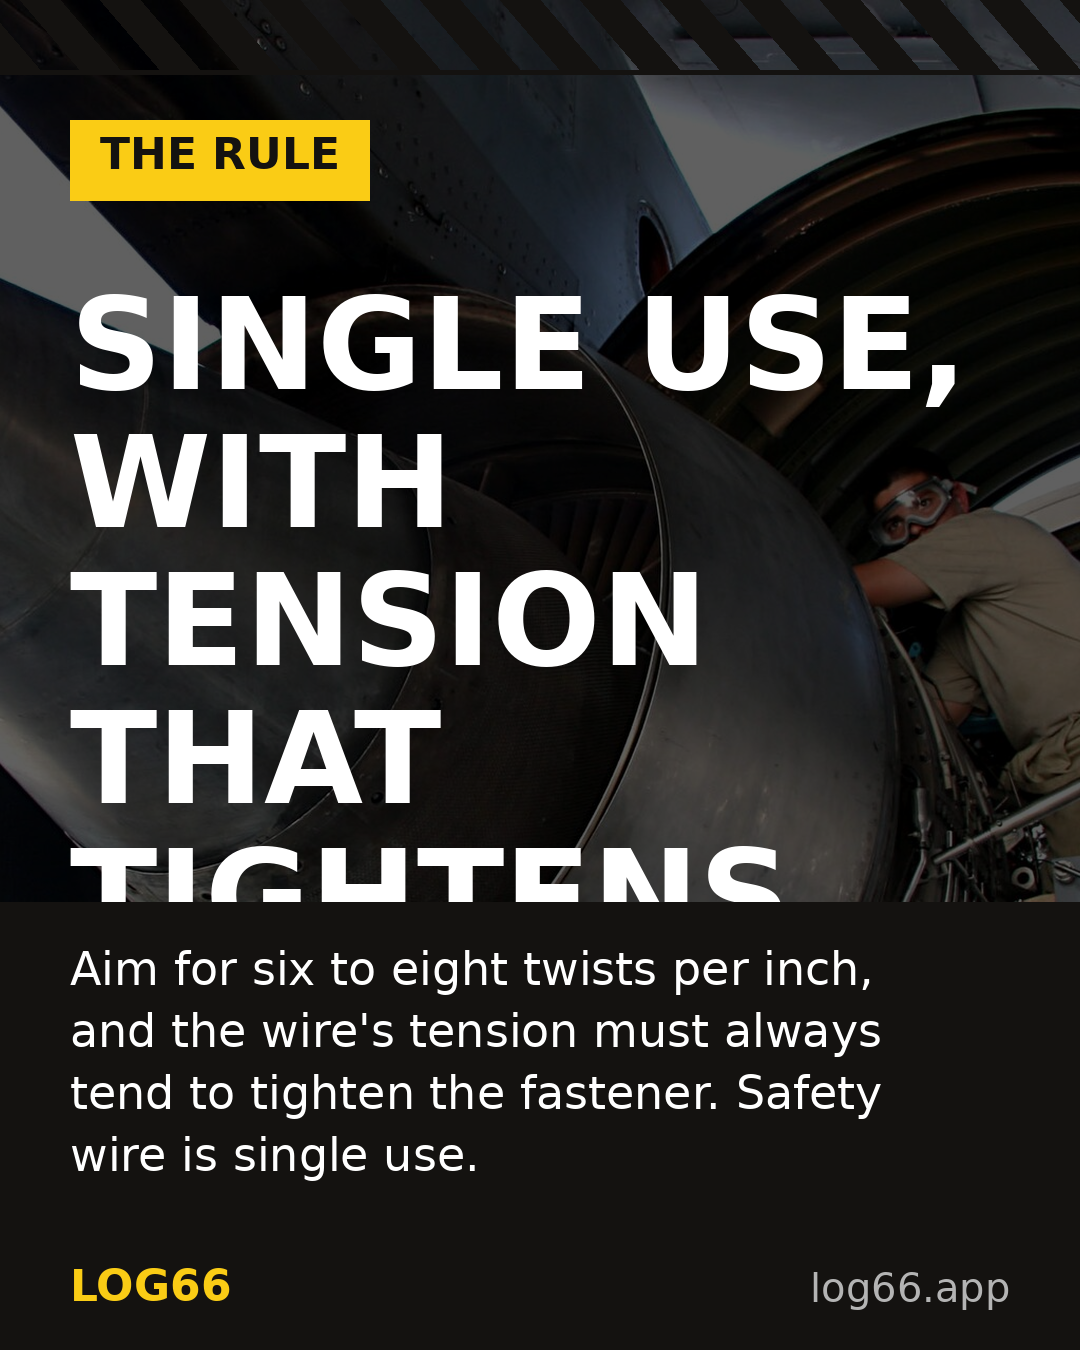 THE RULE
SINGLE USE,
WITH
TENSION
THAT
TIGHTENS
Aim for six to eight twists per inch,
and the wire's tension must always
tend to tighten the fastener. Safety
wire is single use.
LOG66
log66.app